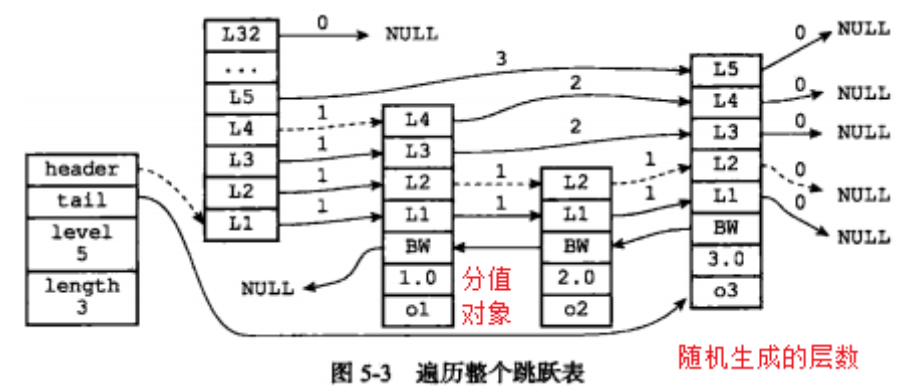 L32
0
NULL
...
L5
3
L4
1
L3
1
L2
1
L1
1
header
tail
level
5
length
3
L4
2
L3
2
L2
1
L1
1
BW
NULL
1.0
分值
o1
对象
L2
1
L1
1
BW
2.0
o2
L5
0
NULL
L4
0
NULL
L3
0
NULL
L2
0
NULL
L1
0
NULL
BW
3.0
o3
随机生成的层数
图 5-3 遍历整个跳跃表